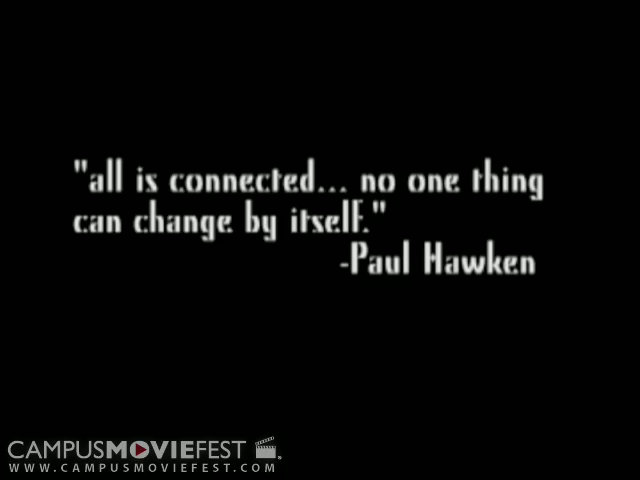 "all is connected... no one thing
can change by itself."
-Paul Hawken
CAMPUSMOVIEFEST
WWW.CAMPUSMOVIEFEST.COM